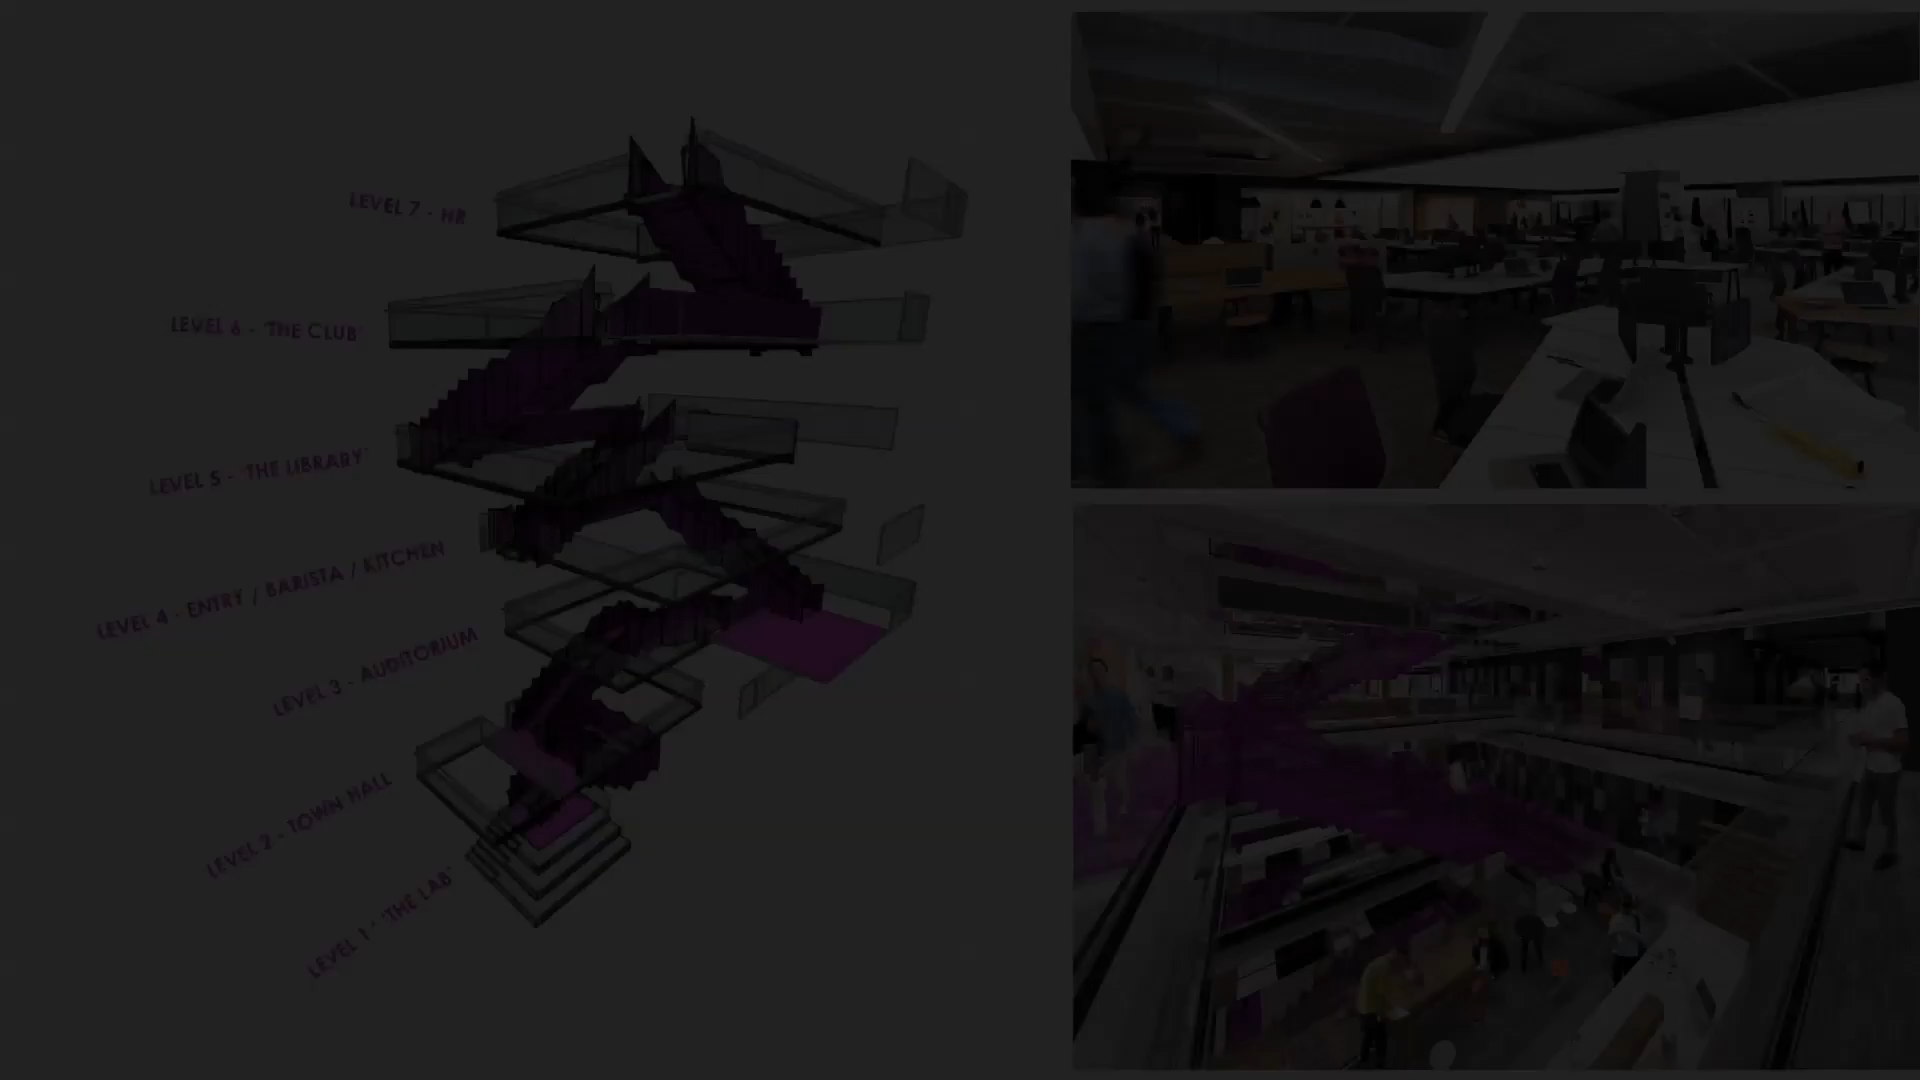 LEVEL 7 - HR
LEVEL 6 - 'THE CLUB'
LEVEL 5 - 'THE LIBRARY'
LEVEL 4 - ENTRY / BARISTA / KITCHEN
LEVEL 3 - AUDITORIUM
LEVEL 2 - TOWN HALL
LEVEL 1 - 'THE LAB'